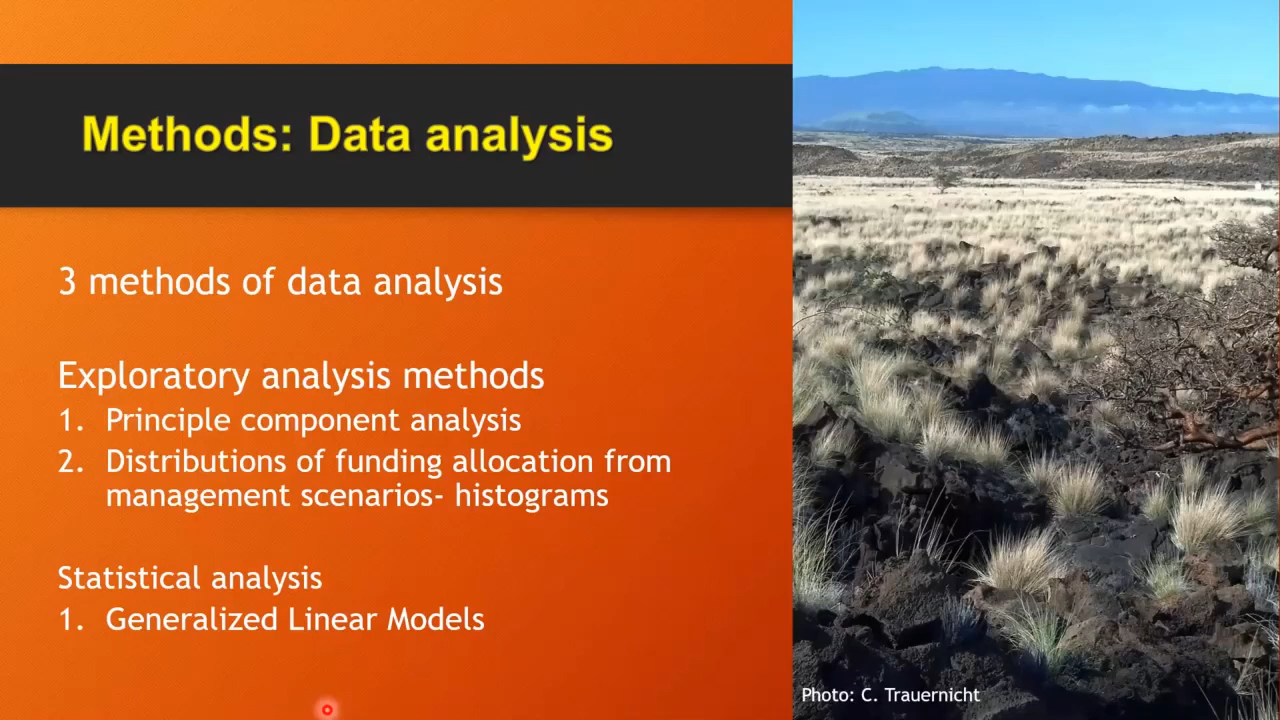 Methods: Data analysis
3 methods of data analysis
Exploratory analysis methods
1. Principle component analysis
2. Distributions of funding allocation from
management scenarios- histograms
Statistical analysis
1. Generalized Linear Models
Photo: C. Trauernicht